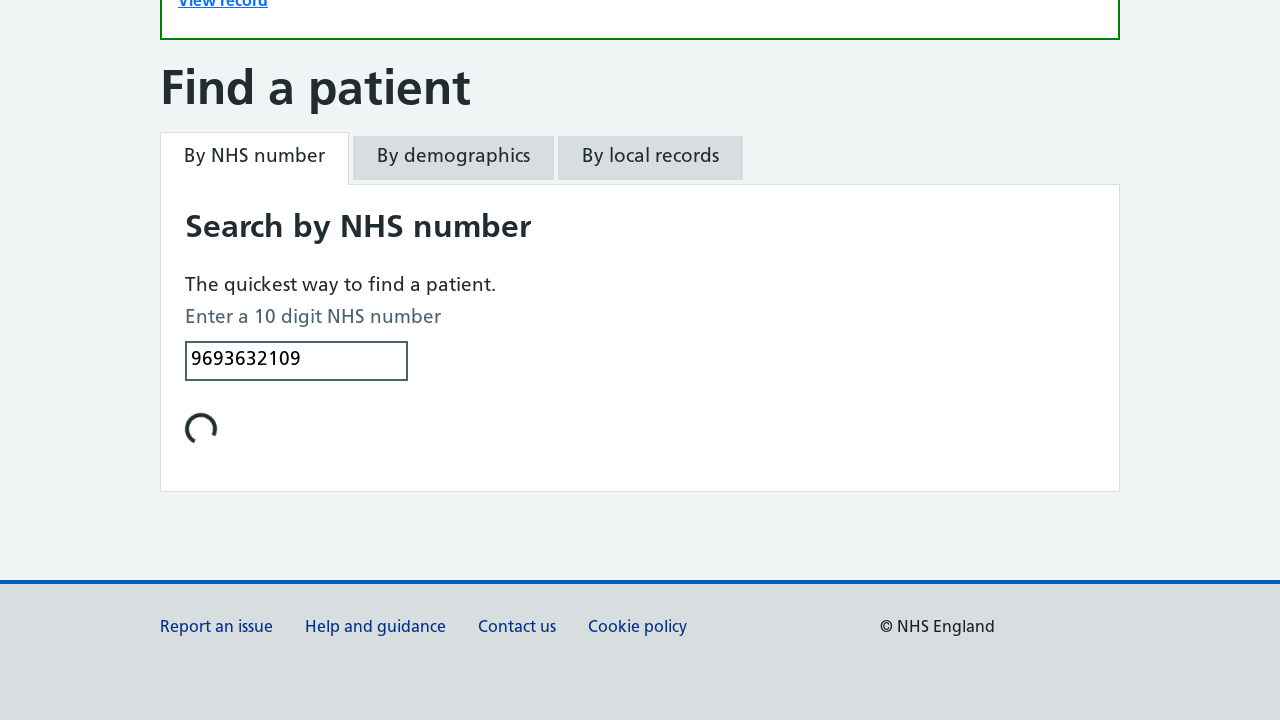 View record
Find a patient
By NHS number
By demographics
By local records
Search by NHS number
The quickest way to find a patient.
Enter a 10 digit NHS number
9693632109
Report an issue
Help and guidance
Contact us
Cookie policy
© NHS England